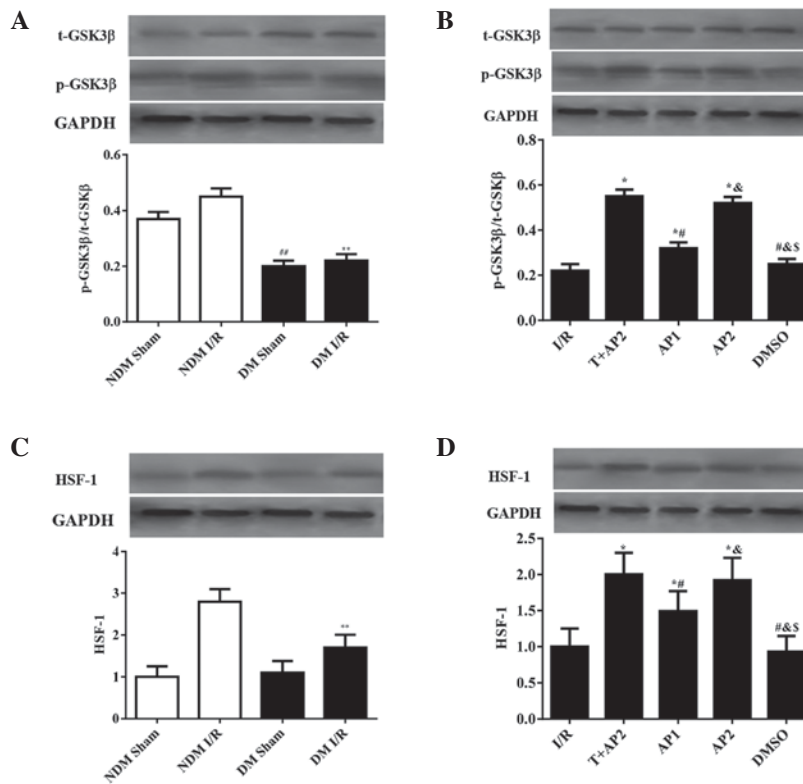 A
t-GSK3β
p-GSK3β
GAPDH
p-GSK3β/t-GSKβ
0.6
0.4
0.2
0.0
##
**
NDM Sham
NDM I/R
DM Sham
DM I/R
B
t-GSK3β
p-GSK3β
GAPDH
p-GSK3β/t-GSK3β
0.8
0.6
0.4
0.2
0.0
*
*#
*&
#&$
I/R
T+AP2
AP1
AP2
DMSO
C
HSF-1
GAPDH
HSF-1
4
3
2
1
0
**
NDM Sham
NDM I/R
DM Sham
DM I/R
D
HSF-1
GAPDH
HSF-1
2.5
2.0
1.5
1.0
0.5
0.0
*
*#
*&
#&$
I/R
T+AP2
AP1
AP2
DMSO